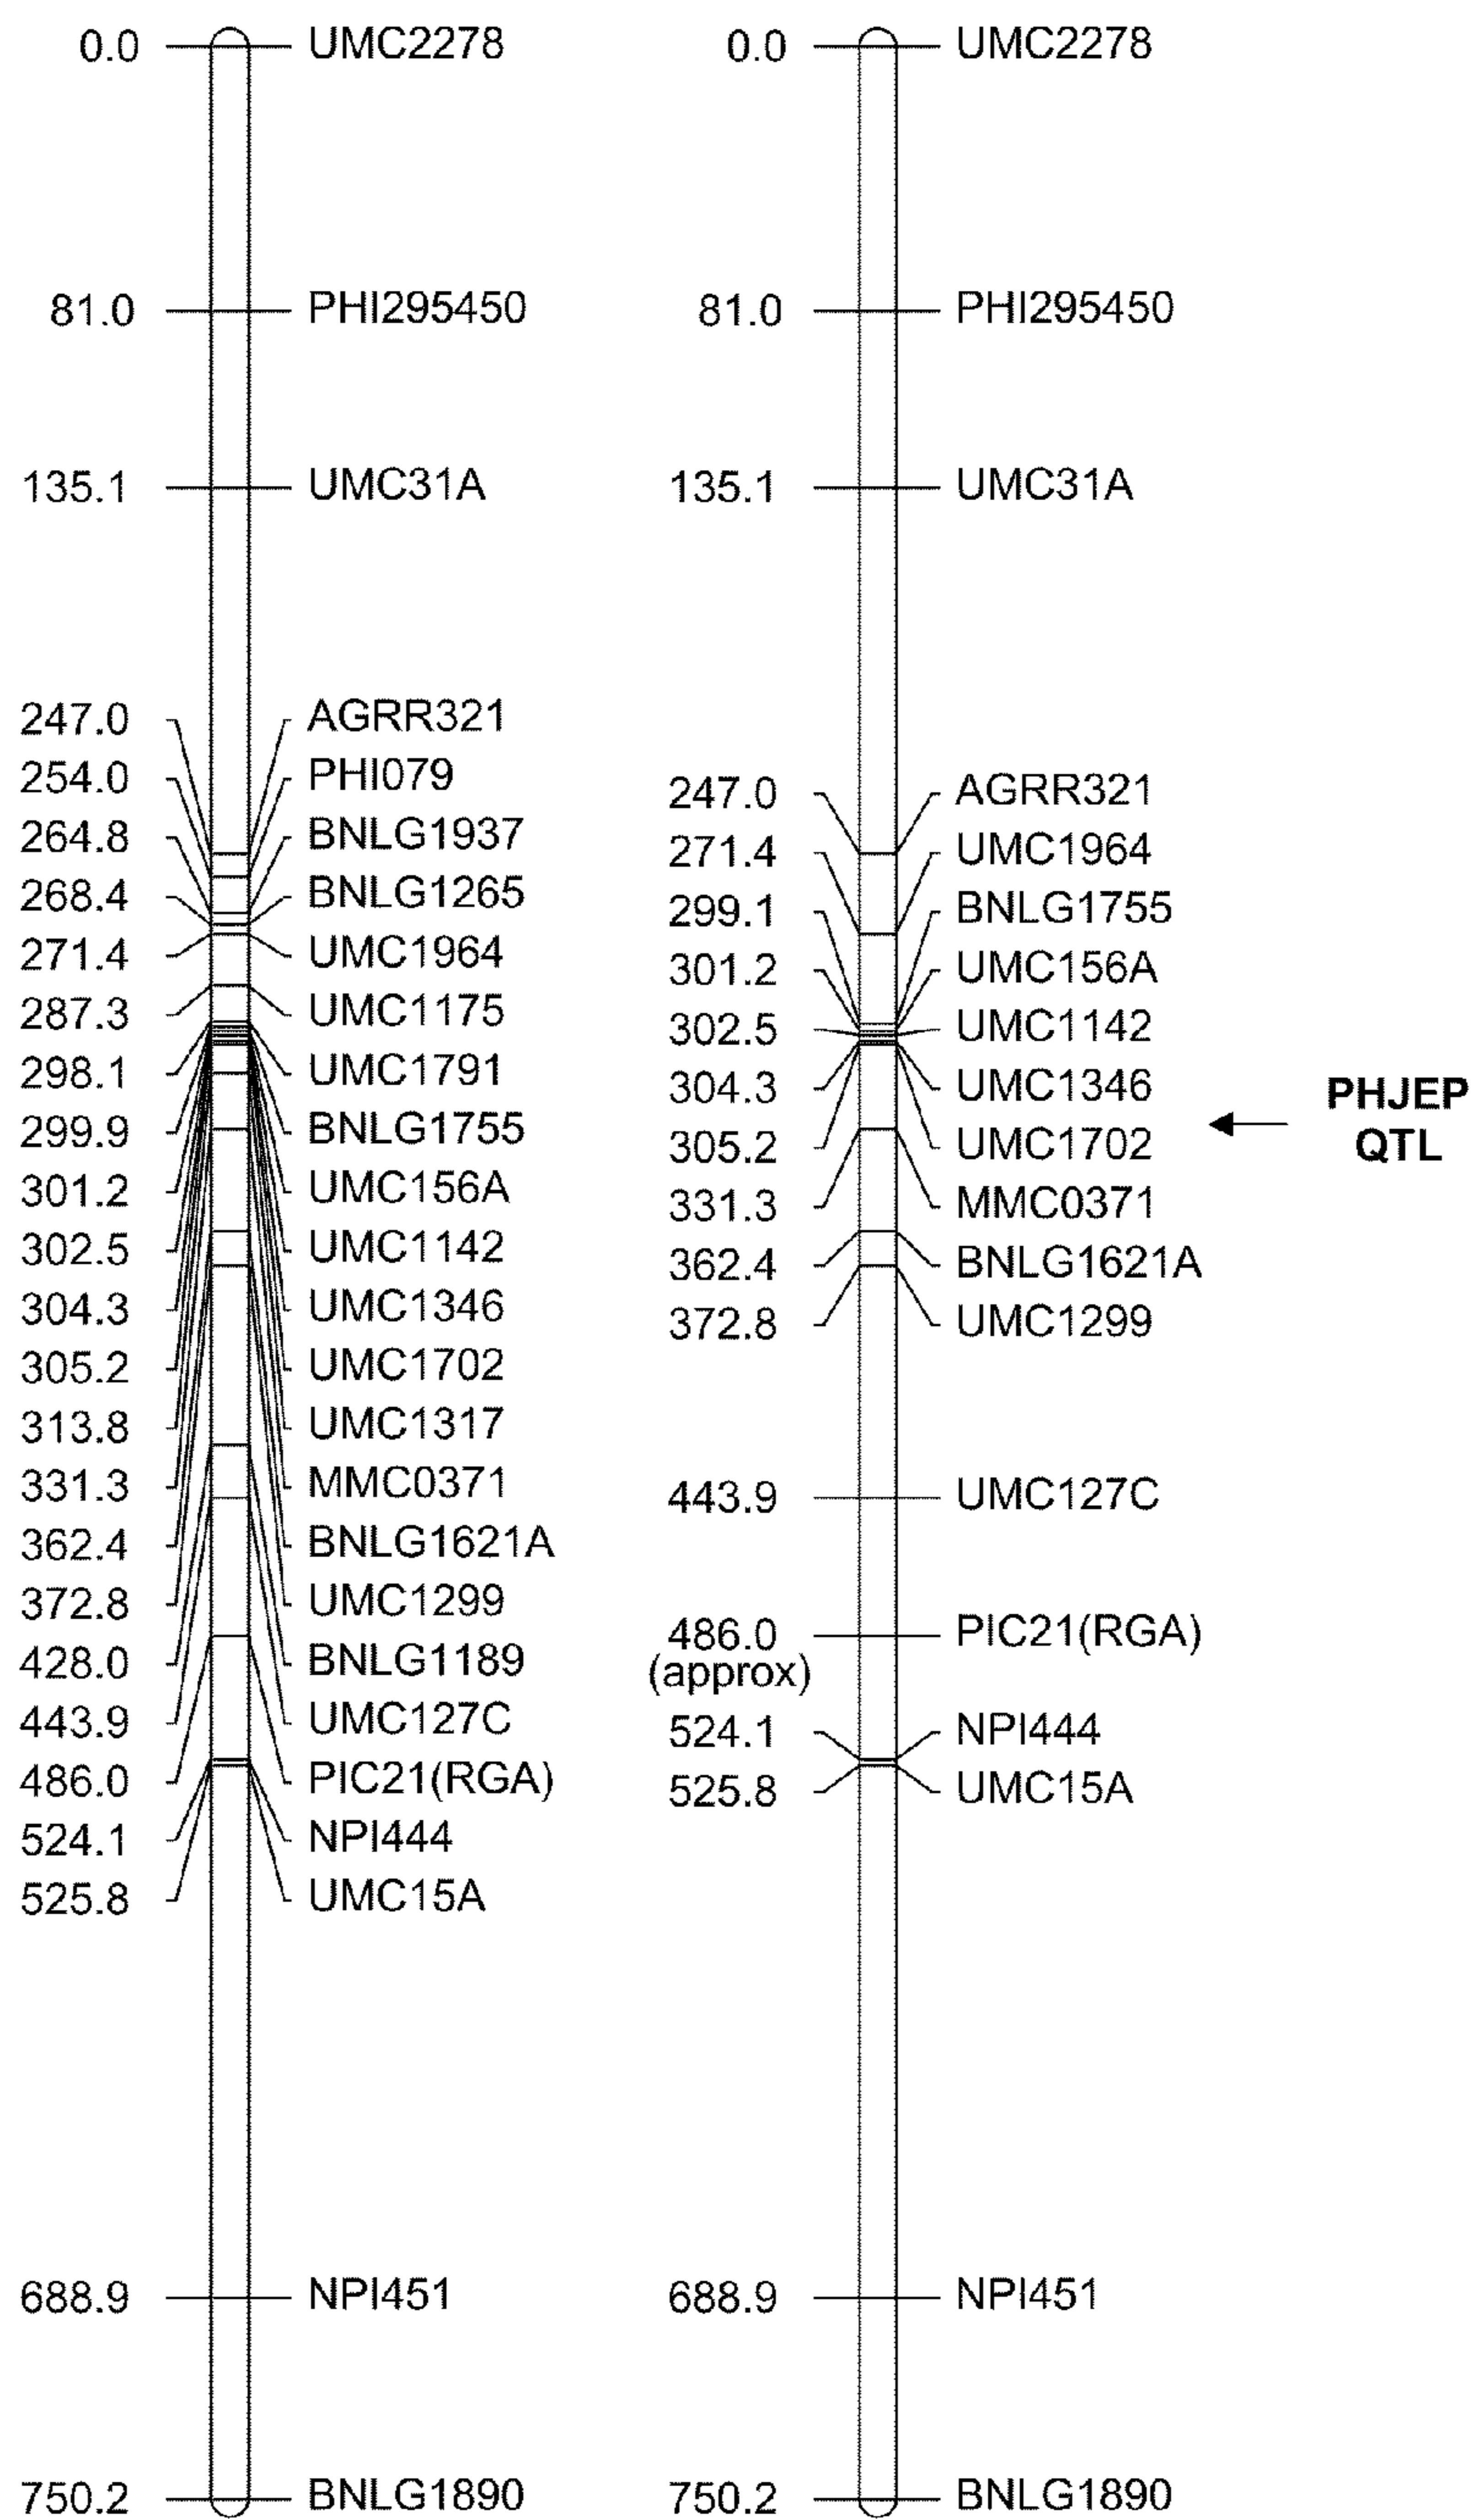 0.0 UMC2278
81.0 PHI295450
135.1 UMC31A
247.0 AGRR321
254.0 PHI079
264.8 BNLG1937
268.4 BNLG1265
271.4 UMC1964
287.3 UMC1175
298.1 UMC1791
299.9 BNLG1755
301.2 UMC156A
302.5 UMC1142
304.3 UMC1346
305.2 UMC1702
313.8 UMC1317
331.3 MMC0371
362.4 BNLG1621A
372.8 UMC1299
428.0 BNLG1189
443.9 UMC127C
486.0 PIC21(RGA)
524.1 NPI444
525.8 UMC15A
688.9 NPI451
750.2 BNLG1890
0.0 UMC2278
81.0 PHI295450
135.1 UMC31A
247.0 AGRR321
271.4 UMC1964
299.1 BNLG1755
301.2 UMC156A
302.5 UMC1142
304.3 UMC1346
305.2 UMC1702
331.3 MMC0371
362.4 BNLG1621A
372.8 UMC1299
443.9 UMC127C
486.0 PIC21(RGA)
(approx)
524.1 NPI444
525.8 UMC15A
688.9 NPI451
750.2 BNLG1890
PHJEP
QTL